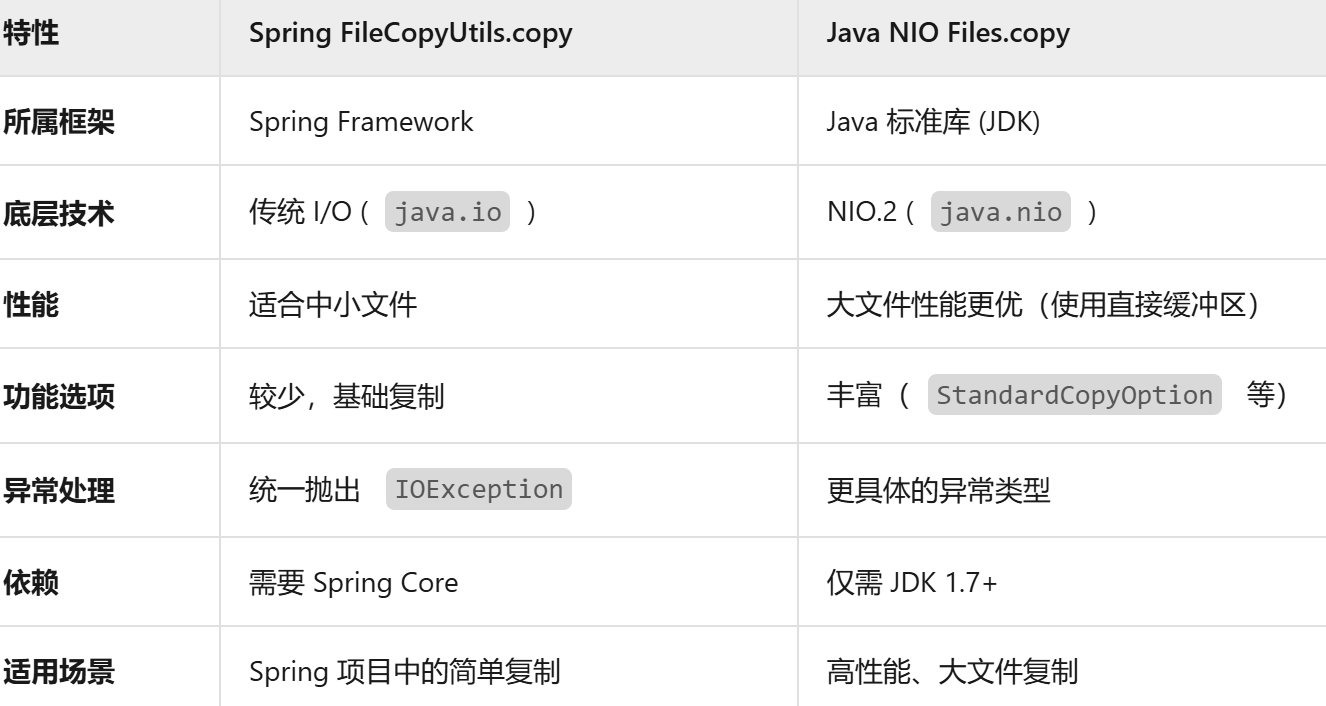 特性 Spring FileCopyUtils.copy Java NIO Files.copy
所属框架 Spring Framework Java 标准库 (JDK)
底层技术 传统 I/O ( java.io ) NIO.2 ( java.nio )
性能 适合中小文件 大文件性能更优（使用直接缓冲区）
功能选项 较少，基础复制 丰富（ StandardCopyOption 等）
异常处理 统一抛出 IOException 更具体的异常类型
依赖 需要 Spring Core 仅需 JDK 1.7+
适用场景 Spring 项目中的简单复制 高性能、大文件复制